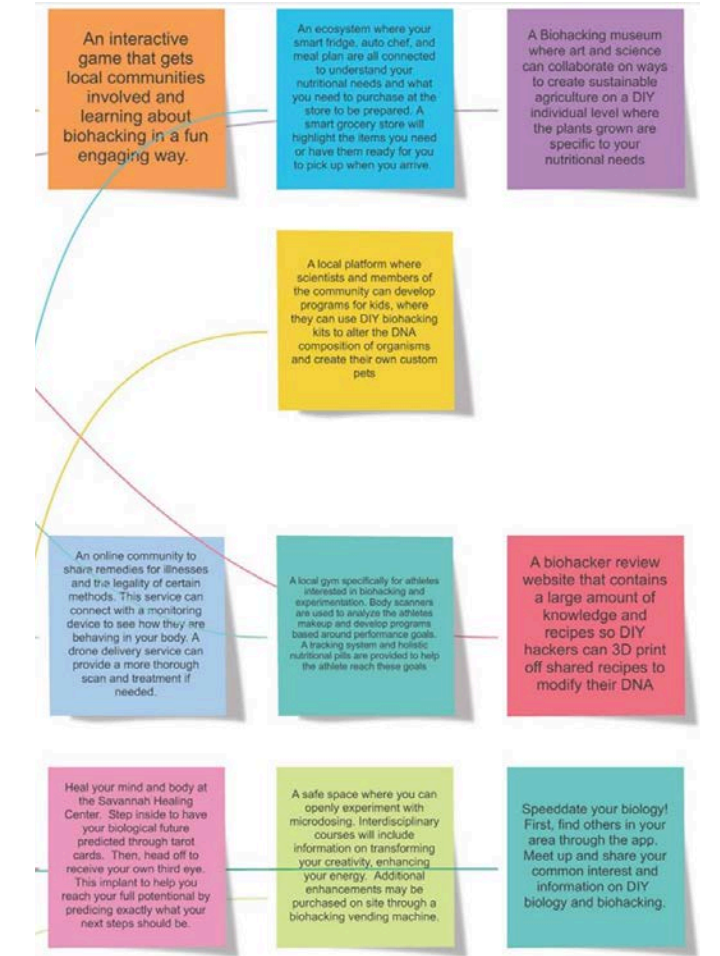 An interactive
game that gets
local communities
involved and
learning about
biohacking in a fun
engaging way.
An ecosystem where your
smart fridge, auto chef, and
meal plan are all connected
to understand your
nutritional needs and what
you need to purchase at the
store to be prepared. A
smart grocery store will
highlight the items you need
or have them ready for you
to pick up when you arrive.
A Biohacking museum
where art and science
can collaborate on ways
to create sustainable
agriculture on a DIY
individual level where
the plants grown are
specific to your
nutritional needs
A local platform where
scientists and members of
the community can develop
programs for kids, where
they can use DIY biohacking
kits to alter the DNA
composition of organisms
and create their own custom
pets
An online community to
share remedies for illnesses
and the legality of certain
methods. This service can
connect with a monitoring
device to see how they are
behaving in your body. A
drone delivery service can
provide a more thorough
scan and treatment if
needed.
A local gym specifically for athletes
interested in biohacking and
experimentation. Body scanners
are used to analyze the athletes
makeup and develop programs
based around performance goals.
A tracking system and holistic
nutritional pills are provided to help
the athlete reach these goals
A biohacker review
website that contains
a large amount of
knowledge and
recipes so DIY
hackers can 3D print
off shared recipes to
modify their DNA
Heal your mind and body at
the Savannah Healing
Center. Step inside to have
your biological future
predicted through tarot
cards. Then, head off to
receive your own third eye.
This implant to help you
reach your full potential by
predicing exactly what your
next steps should be.
A safe space where you can
openly experiment with
microdosing. Interdisciplinary
courses will include
information on transforming
your creativity, enhancing
your energy. Additional
enhancements may be
purchased on site through a
biohacking vending machine.
Speeddate your biology!
First, find others in your
area through the app.
Meet up and share your
common interest and
information on DIY
biology and biohacking.